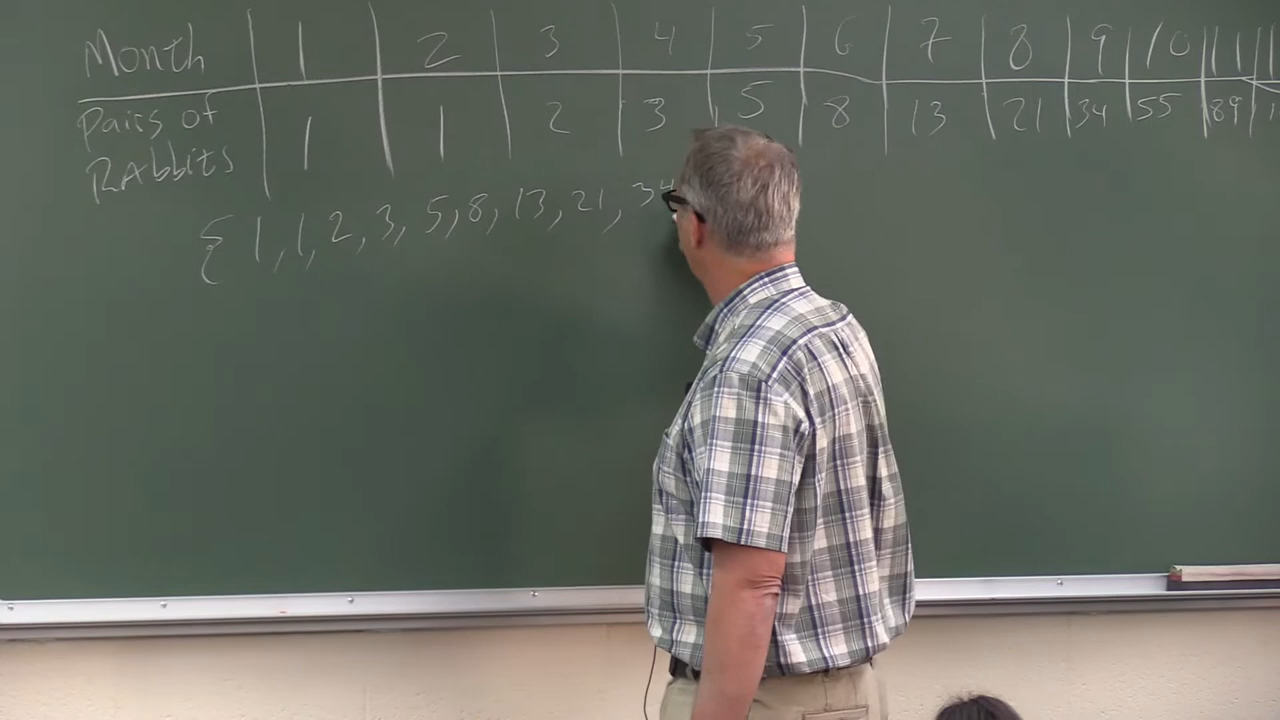 Month 1 2 3 4 5 6 7 8 9 10 11
Pairs of Rabbits 1 1 2 3 5 8 13 21 34 55 89 1
{ 1, 1, 2, 3, 5, 8, 13, 21, 34